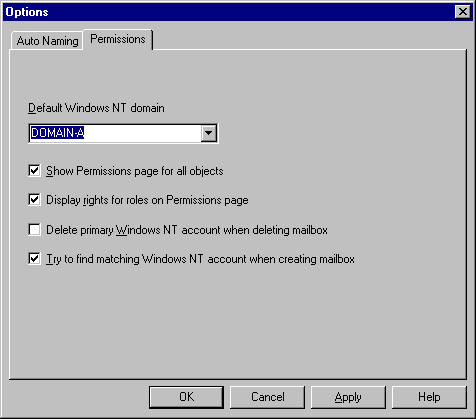 Options
Auto Naming
Permissions
Default Windows NT domain
DOMAIN-A
Show Permissions page for all objects
Display rights for roles on Permissions page
Delete primary Windows NT account when deleting mailbox
Try to find matching Windows NT account when creating mailbox
OK
Cancel
Apply
Help